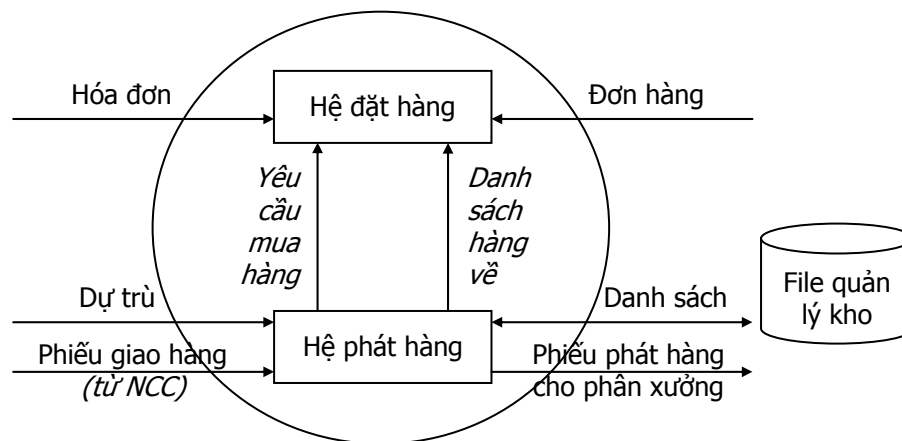 Hóa đơn
Hệ đặt hàng
Đơn hàng
Yêu
cầu
mua
hàng
Danh
sách
hàng
về
File quản
lý kho
Dự trù
Danh sách
Hệ phát hàng
Phiếu giao hàng
(từ NCC)
Phiếu phát hàng
cho phân xưởng